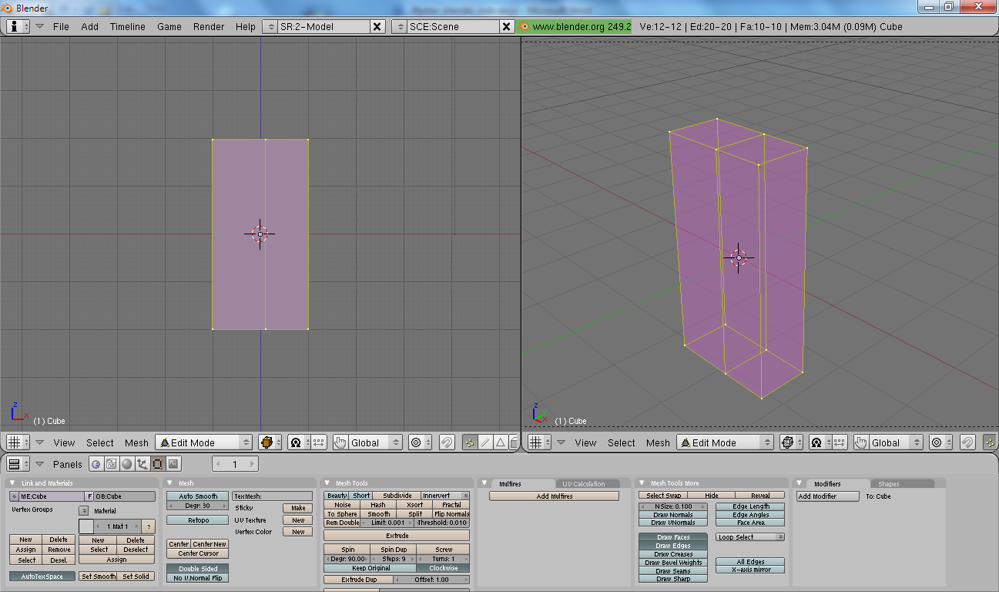 Blender
File Add Timeline Game Render Help SR:2-Model SCE:Scene www.blender.org 249.2 Ve:12-12 | Ed:20-20 | Fa:10-10 | Mem:3.04M (0.09M) Cube
z
x
(1) Cube
z
x
(1) Cube
View Select Mesh Edit Mode Global
View Select Mesh Edit Mode Global
Panels 1
Link and Materials
ME:Cube F OB:Cube
Vertex Groups
Material
1 Mat 1 ?
New Delete New Delete
Assign Remove Select Deselect
Select Desel. Assign
AutoTexSpace Set Smooth Set Solid
Mesh
Auto Smooth TexMesh:
Degr: 30 Sticky Make
Retopo UV Texture New
Vertex Color New
Center Center New
Center Cursor
Double Sided
No V.Normal Flip
Mesh Tools
Beauty Short Subdivide Innervert
Noise Hash Xsort Fractal
To Sphere Smooth Split Flip Normals
Rem Double Limit: 0.001 Threshold: 0.010
Extrude
Spin Spin Dup Screw
Degr: 90.00 Steps: 9 Turns: 1
Keep Original Clockwise
Extrude Dup Offset: 1.00
Multires UV Calculation
Add Multires
Mesh Tools More
Select Swap Hide Reveal
NSize: 0.100 Edge Length
Draw Normals Edge Angles
Draw VNormals Face Area
Draw Faces Loop Select
Draw Edges
Draw Creases
Draw Bevel Weights All Edges
Draw Seams X-axis mirror
Draw Sharp
Modifiers Shapes
Add Modifier To: Cube